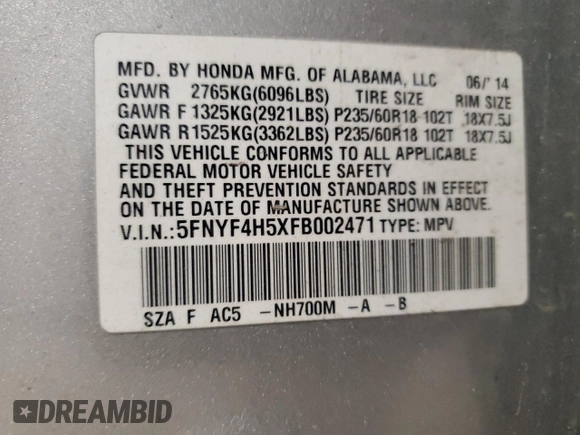 MFD. BY HONDA MFG. OF ALABAMA, LLC 06/'14
GVWR 2765KG(6096LBS) TIRE SIZE RIM SIZE
GAWR F 1325KG(2921LBS) P235/60R18 102T 18X7.5J
GAWR R 1525KG(3362LBS) P235/60R18 102T 18X7.5J
THIS VEHICLE CONFORMS TO ALL APPLICABLE
FEDERAL MOTOR VEHICLE SAFETY
AND THEFT PREVENTION STANDARDS IN EFFECT
ON THE DATE OF MANUFACTURE SHOWN ABOVE.
V.I.N.:5FNYF4H5XFB002471 TYPE: MPV
SZA F AC5 -NH700M -A -B
DREAMBID